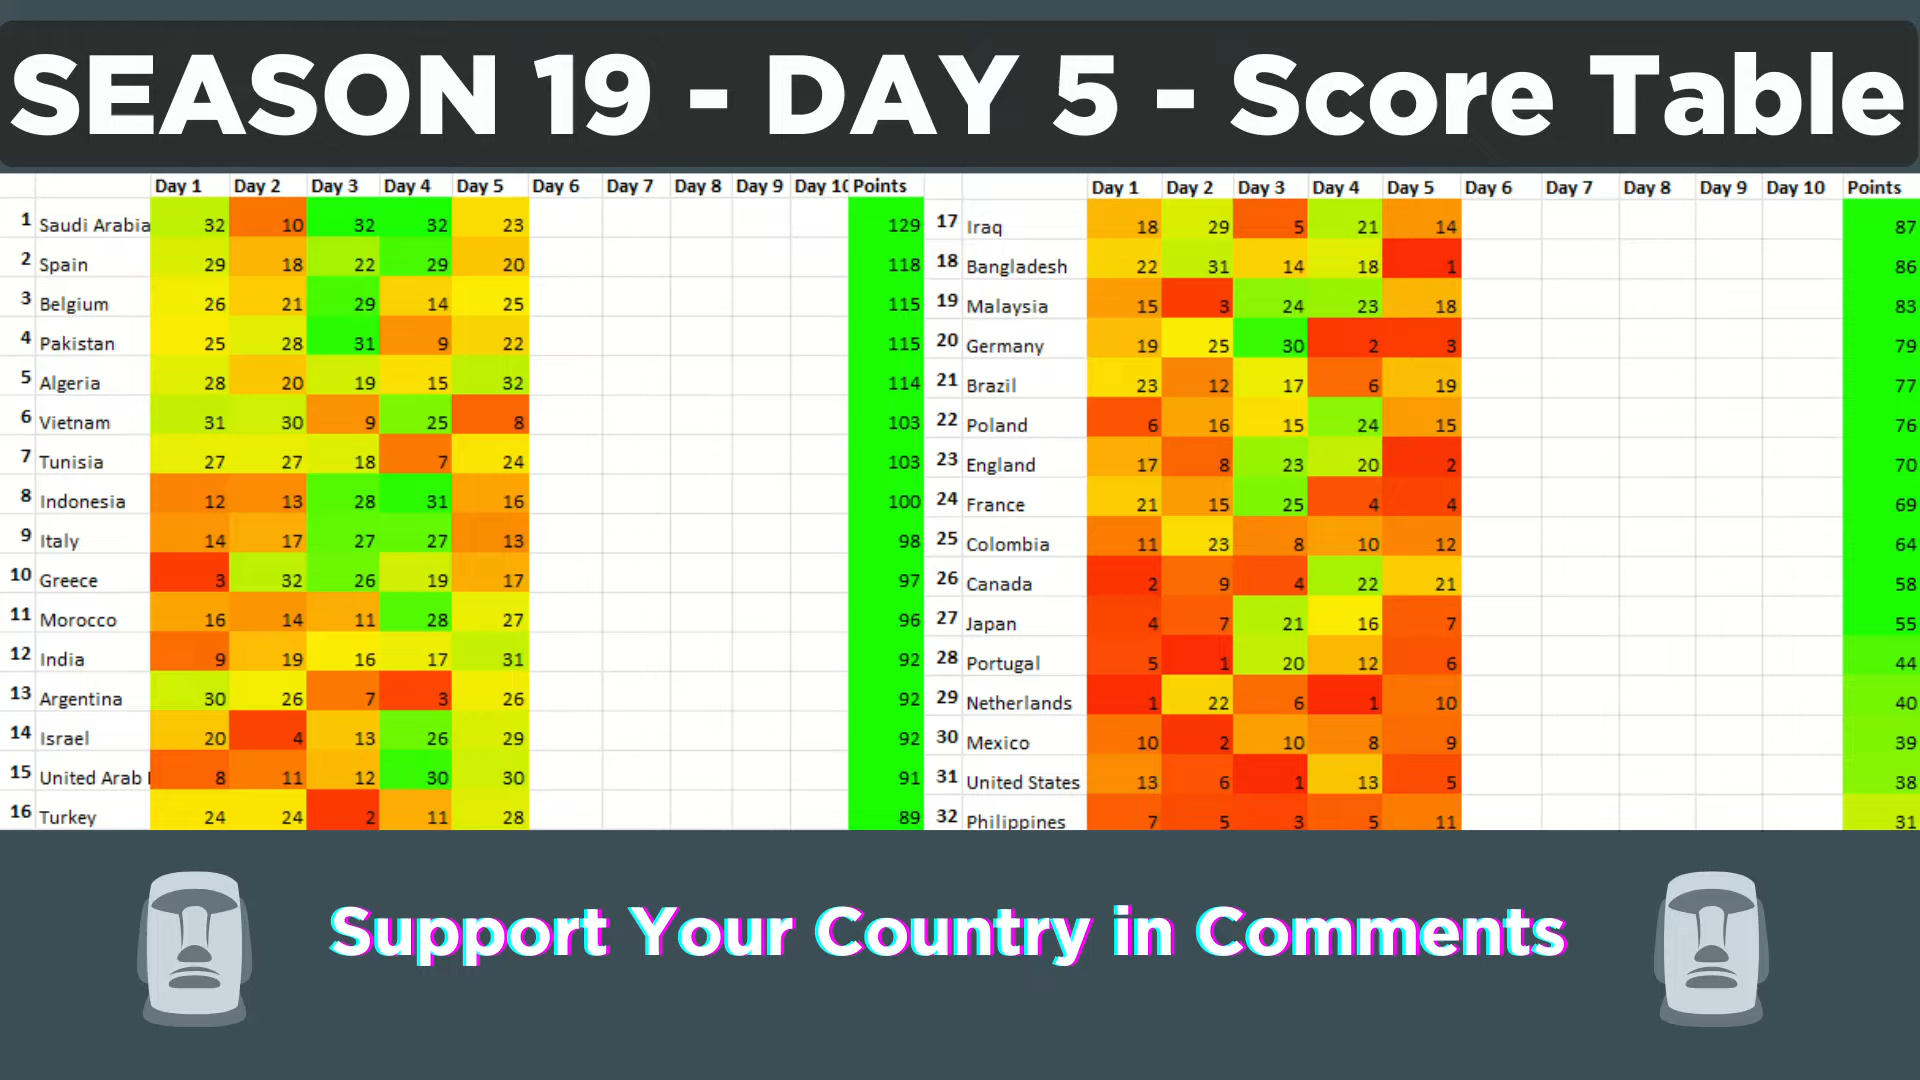 SEASON 19 - DAY 5 - Score Table
Day 1 Day 2 Day 3 Day 4 Day 5 Day 6 Day 7 Day 8 Day 9 Day 10 Points
1 Saudi Arabia 32 10 32 32 23 129
2 Spain 29 18 22 29 20 118
3 Belgium 26 21 29 14 25 115
4 Pakistan 25 28 31 9 22 115
5 Algeria 28 20 19 15 32 114
6 Vietnam 31 30 9 25 8 103
7 Tunisia 27 27 18 7 24 103
8 Indonesia 12 13 28 31 16 100
9 Italy 14 17 27 27 13 98
10 Greece 3 32 26 19 17 97
11 Morocco 16 14 11 28 27 96
12 India 9 19 16 17 31 92
13 Argentina 30 26 7 3 26 92
14 Israel 20 4 13 26 29 92
15 United Arab 8 11 12 30 30 91
16 Turkey 24 24 2 11 28 89
Day 1 Day 2 Day 3 Day 4 Day 5 Day 6 Day 7 Day 8 Day 9 Day 10 Points
17 Iraq 18 29 5 21 14 87
18 Bangladesh 22 31 14 18 1 86
19 Malaysia 15 3 24 23 18 83
20 Germany 19 25 30 2 3 79
21 Brazil 23 12 17 6 19 77
22 Poland 6 16 15 24 15 76
23 England 17 8 23 20 2 70
24 France 21 15 25 4 4 69
25 Colombia 11 23 8 10 12 64
26 Canada 2 9 4 22 21 58
27 Japan 4 7 21 16 7 55
28 Portugal 5 1 20 12 6 44
29 Netherlands 1 22 6 1 10 40
30 Mexico 10 2 10 8 9 39
31 United States 13 6 1 13 5 38
32 Philippines 7 5 3 5 11 31
Support Your Country in Comments